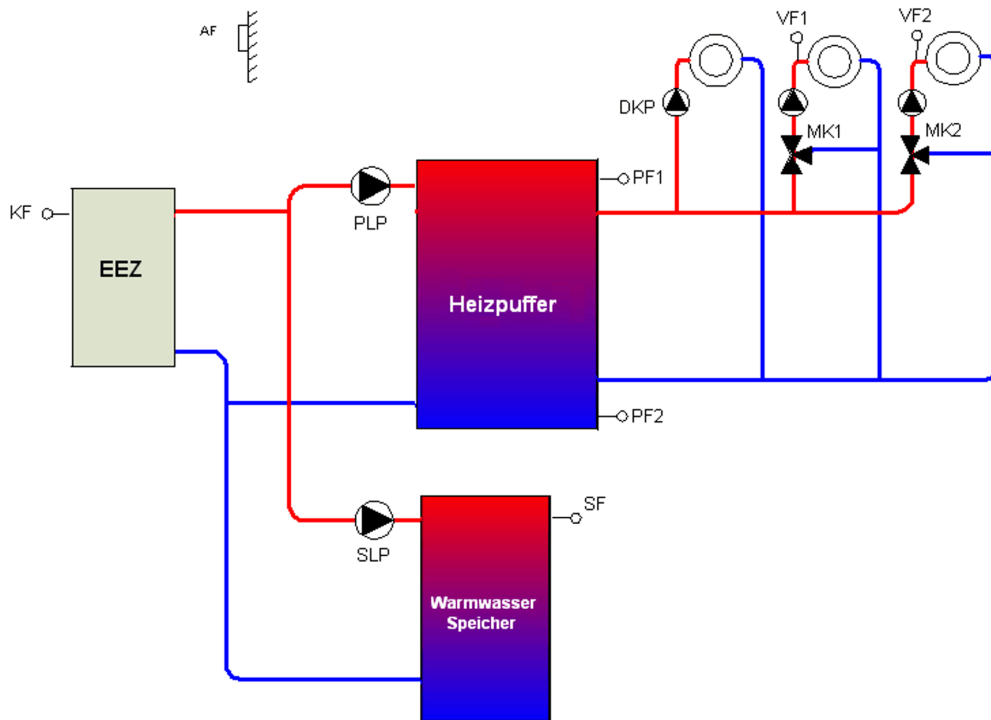 AF
VF1
VF2
DKP
MK1
MK2
KF
PF1
PLP
EEZ
Heizpuffer
PF2
SF
SLP
Warmwasser
Speicher